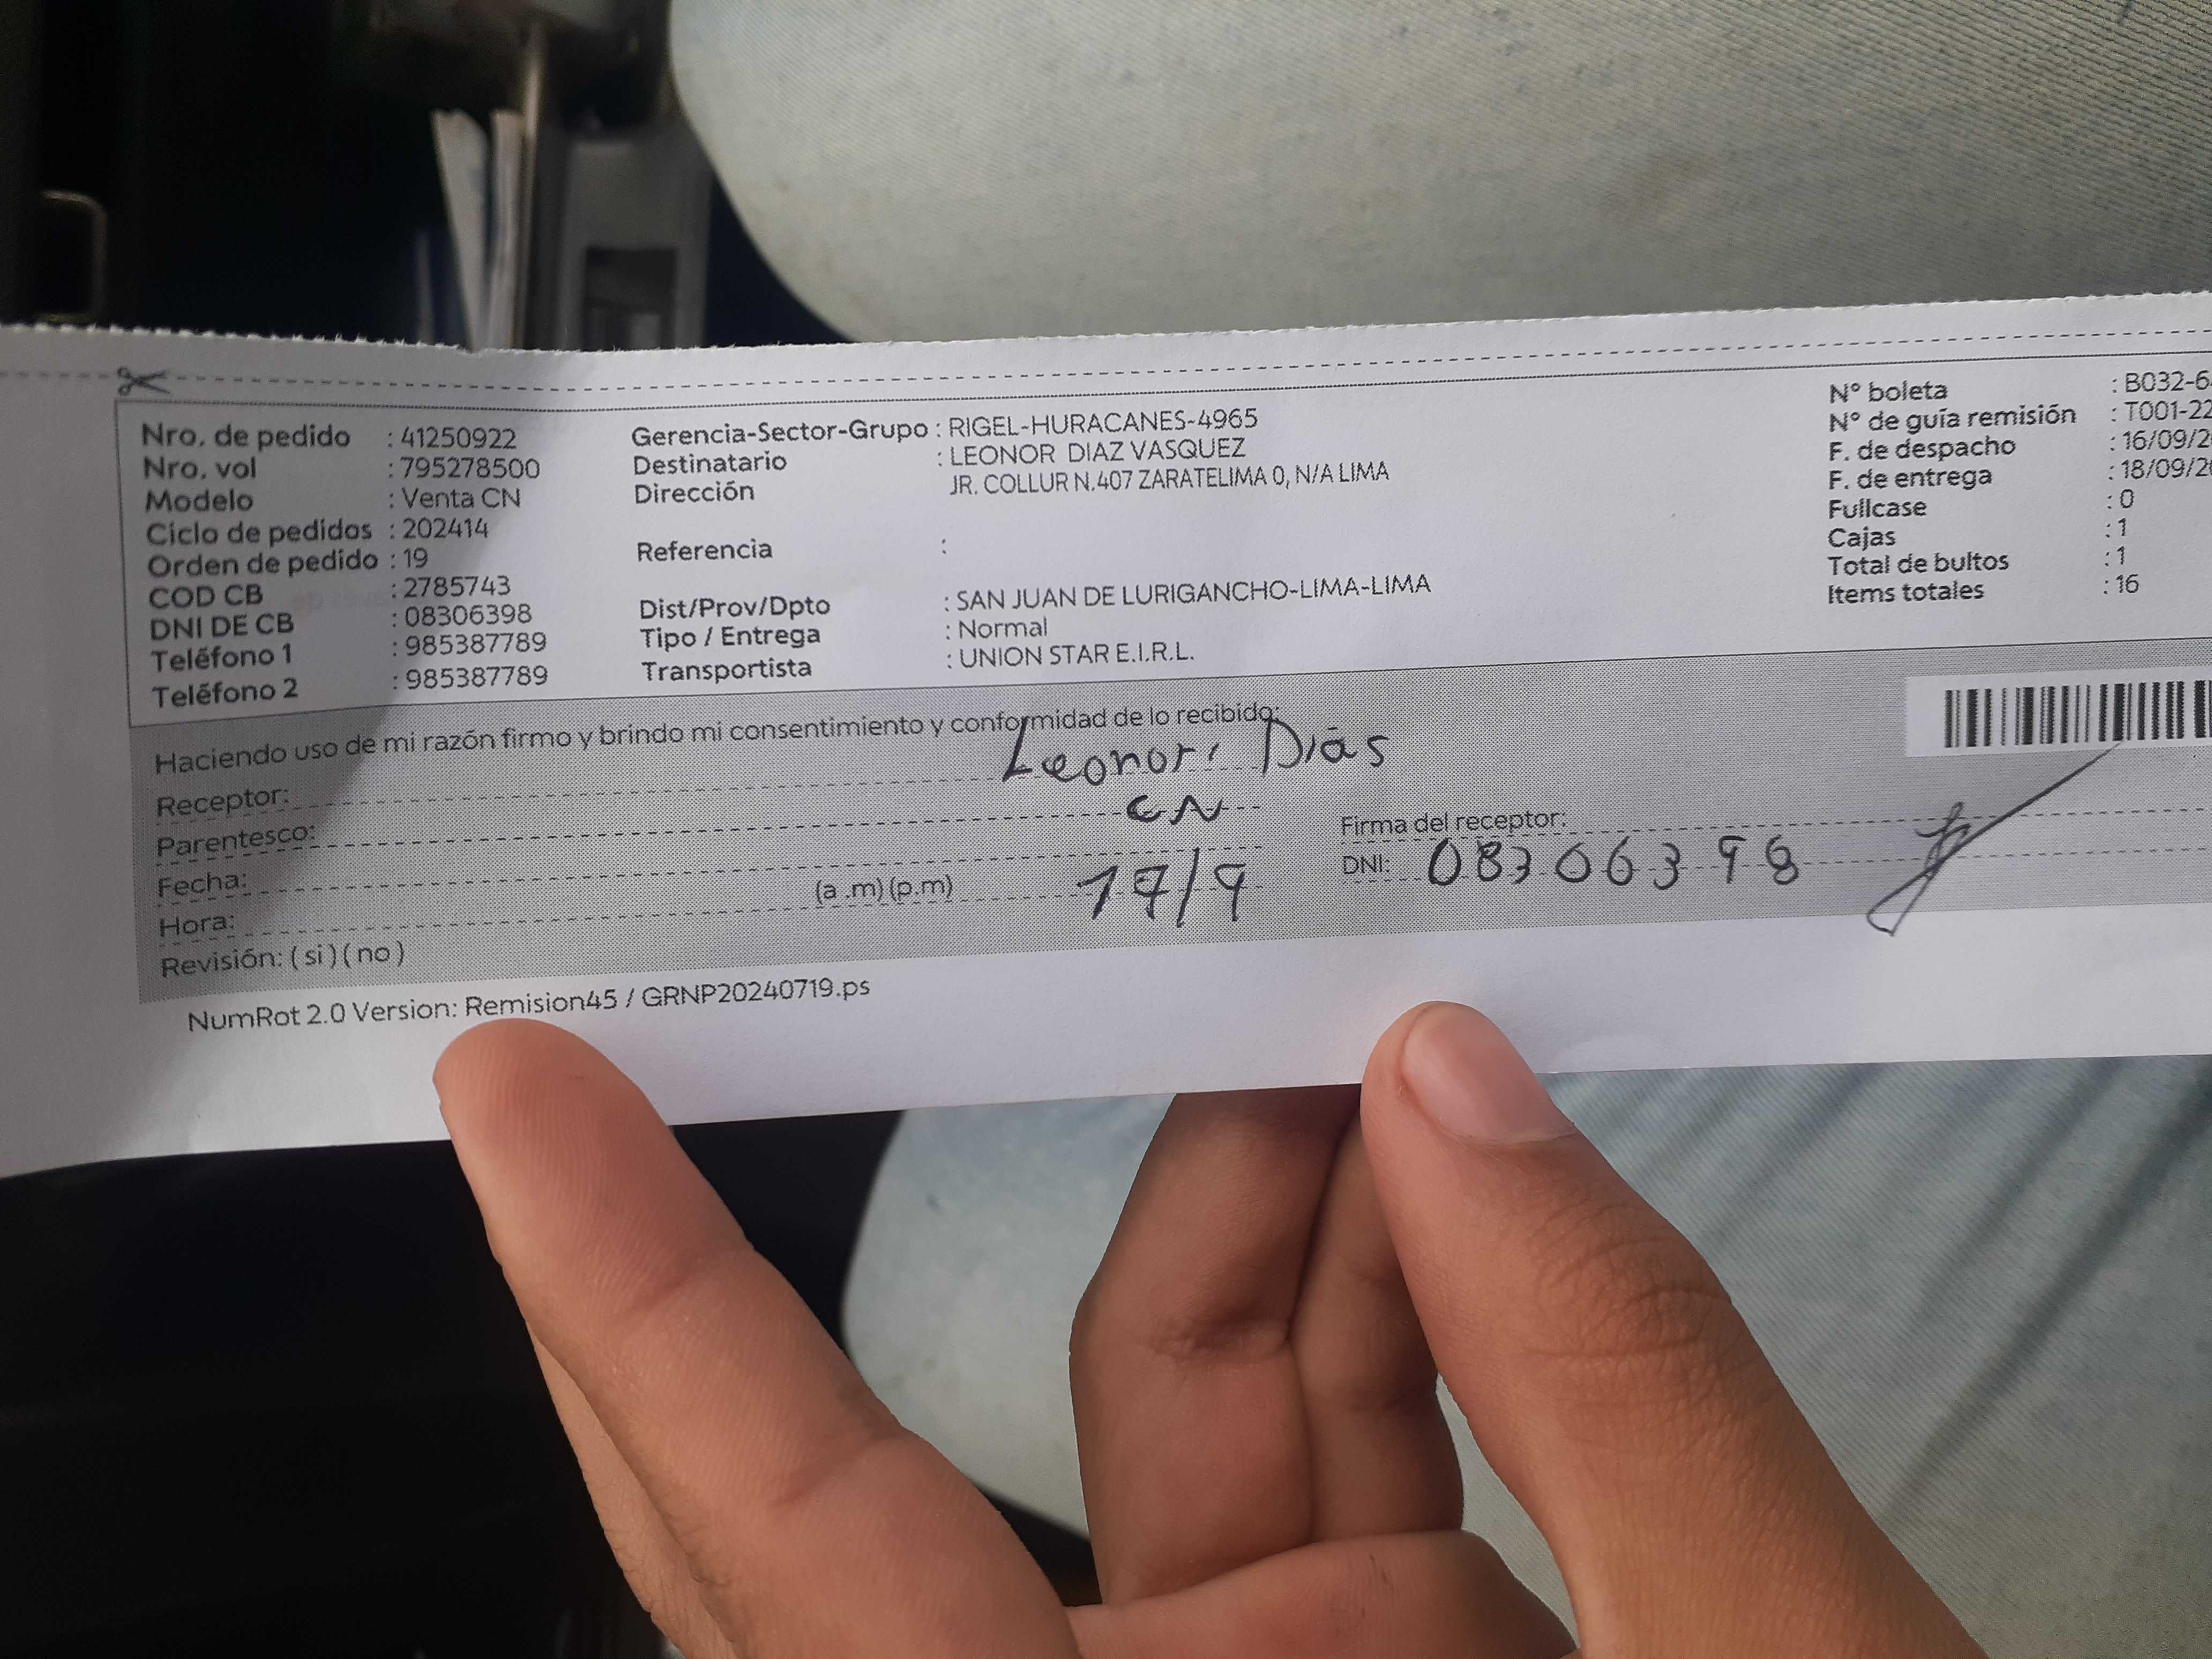 Nro. de pedido : 41250922
Nro. vol : 795278500
Modelo : Venta CN
Ciclo de pedidos : 202414
Orden de pedido : 19
COD CB : 2785743
DNI DE CB : 08306398
Teléfono 1 : 985387789
Teléfono 2 : 985387789
Gerencia-Sector-Grupo : RIGEL-HURACANES-4965
Destinatario : LEONOR DIAZ VASQUEZ
Dirección JR. COLLUR N.407 ZARATELIMA 0, N/A LIMA
Referencia :
Dist/Prov/Dpto : SAN JUAN DE LURIGANCHO-LIMA-LIMA
Tipo / Entrega : Normal
Transportista : UNION STAR E.I.R.L.
N° boleta : B032-6
N° de guía remisión : T001-22
F. de despacho : 16/09/2
F. de entrega : 18/09/2
Fullcase : 0
Cajas : 1
Total de bultos : 1
Items totales : 16
Haciendo uso de mi razón firmo y brindo mi consentimiento y conformidad de lo recibido:
Receptor: Leonor Dias
Parentesco: CN
Fecha:
Hora: (a .m) (p.m) 17/9
Revisión: ( si ) ( no )
Firma del receptor:
DNI: 08306398
NumRot 2.0 Version: Remision45 / GRNP20240719.ps